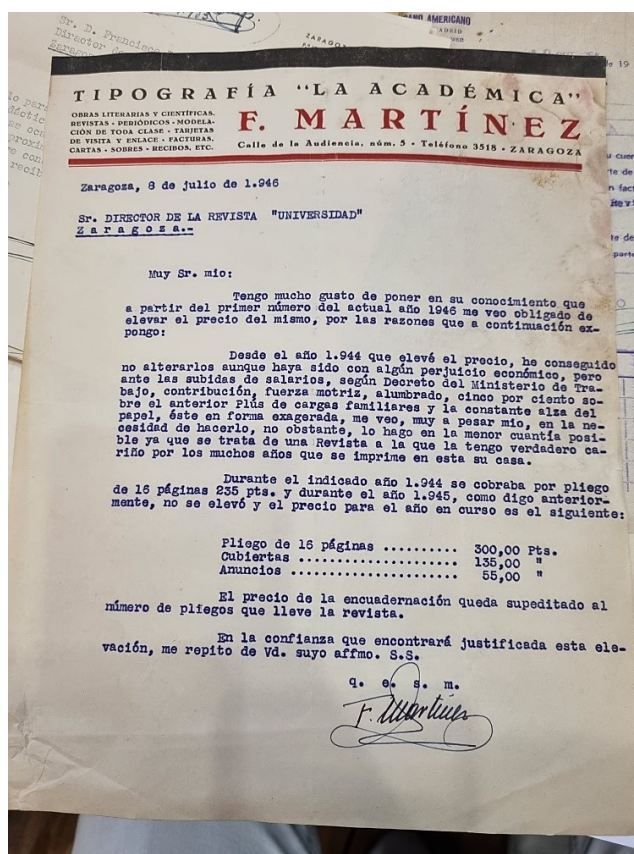 TIPOGRAFÍA "LA ACADÉMICA"
OBRAS LITERARIAS Y CIENTÍFICAS.
REVISTAS - PERIÓDICOS - MODELA-
CIÓN DE TODA CLASE - TARJETAS
DE VISITA Y ENLACE - FACTURAS,
CARTAS - SOBRES - RECIBOS, ETC.
F. MARTÍNEZ
Calle de la Audiencia, núm. 5 - Teléfono 3518 - ZARAGOZA
Zaragoza, 8 de julio de 1.946
Sr. DIRECTOR DE LA REVISTA "UNIVERSIDAD"
Zaragoza.-
Muy Sr. mio:
Tengo mucho gusto de poner en su conocimiento que
a partir del primer número del actual año 1946 me veo obligado de
elevar el precio del mismo, por las razones que a continuación ex-
pongo:
Desde el año 1.944 que elevé el precio, he conseguido
no alterarlos aunque haya sido con algún perjuicio económico, pero
ante las subidas de salarios, según Decreto del Ministerio de Tra-
bajo, contribución, fuerza motriz, alumbrado, cinco por ciento so-
bre el anterior Plús de cargas familiares y la constante alza del
papel, éste en forma exagerada, me veo, muy a pesar mio, en la ne-
cesidad de hacerlo, no obstante, lo hago en la menor cuantía posi-
ble ya que se trata de una Revista a la que la tengo verdadero ca-
riño por los muchos años que se imprime en esta su casa.
Durante el indicado año 1.944 se cobraba por pliego
de 16 páginas 235 pts. y durante el año 1.945, como digo anterior-
mente, no se elevó y el precio para el año en curso es el siguiente:
Pliego de 16 páginas .......... 300,00 Pts.
Cubiertas ..................... 135,00 "
Anuncios ...................... 55,00 "
El precio de la encuadernación queda supeditado al
número de pliegos que lleve la revista.
En la confianza que encontrará justificada esta ele-
vación, me repito de Vd. suyo affmo. S.S.
q. e. s. m.
F. Martínez
Sr. D. Francisco
Director de
Zaragoza
AMERICANO